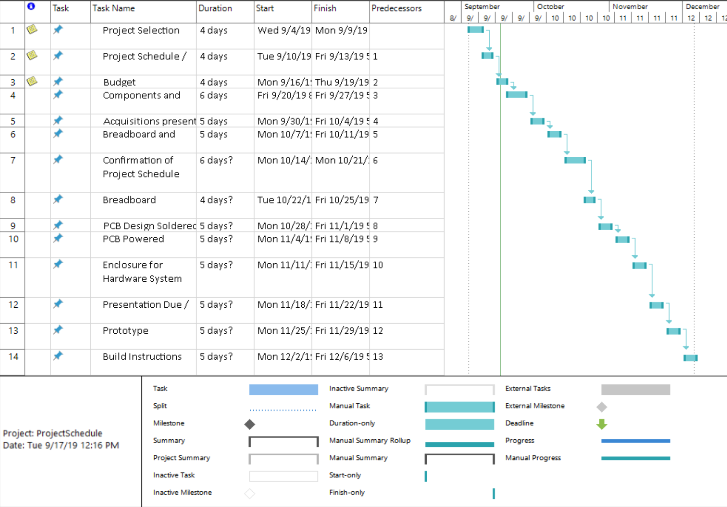 Task Task Name Duration Start Finish Predecessors September October November December
8/ 9/ 9/ 9/ 9/ 10 10 10 10 11 11 11 11 12 12 12
1 Project Selection 4 days Wed 9/4/19 Mon 9/9/19
2 Project Schedule / 4 days Tue 9/10/19 Fri 9/13/19 1
3 Budget 4 days Mon 9/16/1 Thu 9/19/19 2
4 Components and 6 days Fri 9/20/19 Fri 9/27/19 3
5 Acquisitions present 5 days Mon 9/30/1 Fri 10/4/19 4
6 Breadboard and 5 days Mon 10/7/1 Fri 10/11/19 5
7 Confirmation of 6 days? Mon 10/14/ Mon 10/21/ 6
Project Schedule
8 Breadboard 4 days? Tue 10/22/1 Fri 10/25/19 7
9 PCB Design Soldered 5 days? Mon 10/28/ Fri 11/1/19 8
10 PCB Powered 5 days? Mon 11/4/1 Fri 11/8/19 9
11 Enclosure for 5 days? Mon 11/11/ Fri 11/15/19 10
Hardware System
12 Presentation Due / 5 days? Mon 11/18/ Fri 11/22/19 11
13 Prototype 5 days? Mon 11/25/ Fri 11/29/19 12
14 Build Instructions 5 days? Mon 12/2/1 Fri 12/6/19 13
Project: ProjectSchedule
Date: Tue 9/17/19 12:16 PM
Task Inactive Summary External Tasks
Split Manual Task External Milestone
Milestone Duration-only Deadline
Summary Manual Summary Rollup Progress
Project Summary Manual Summary Manual Progress
Inactive Task Start-only
Inactive Milestone Finish-only